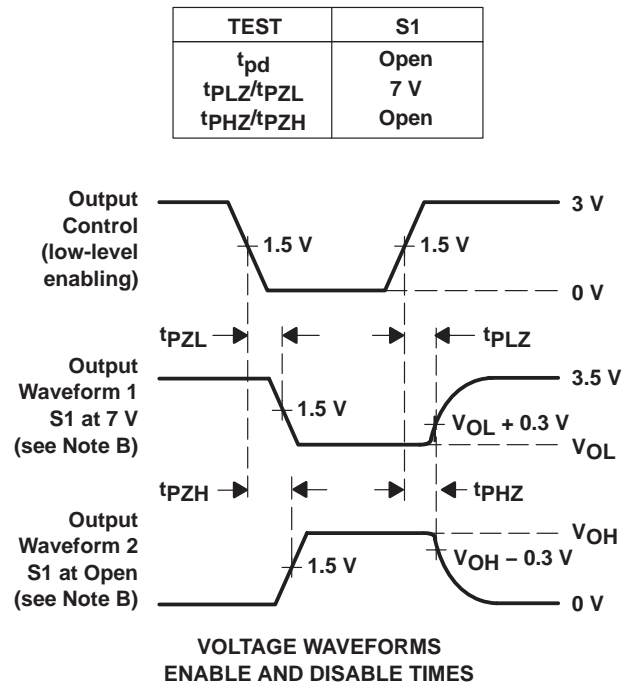 TEST S1
tpd Open
tPLZ/tPZL 7 V
tPHZ/tPZH Open
Output
Control
(low-level
enabling)
1.5 V
1.5 V
3 V
0 V
tPZL
tPLZ
Output
Waveform 1
S1 at 7 V
(see Note B)
1.5 V
3.5 V
VOL + 0.3 V
VOL
tPZH
tPHZ
Output
Waveform 2
S1 at Open
(see Note B)
1.5 V
VOH
VOH – 0.3 V
0 V
VOLTAGE WAVEFORMS
ENABLE AND DISABLE TIMES